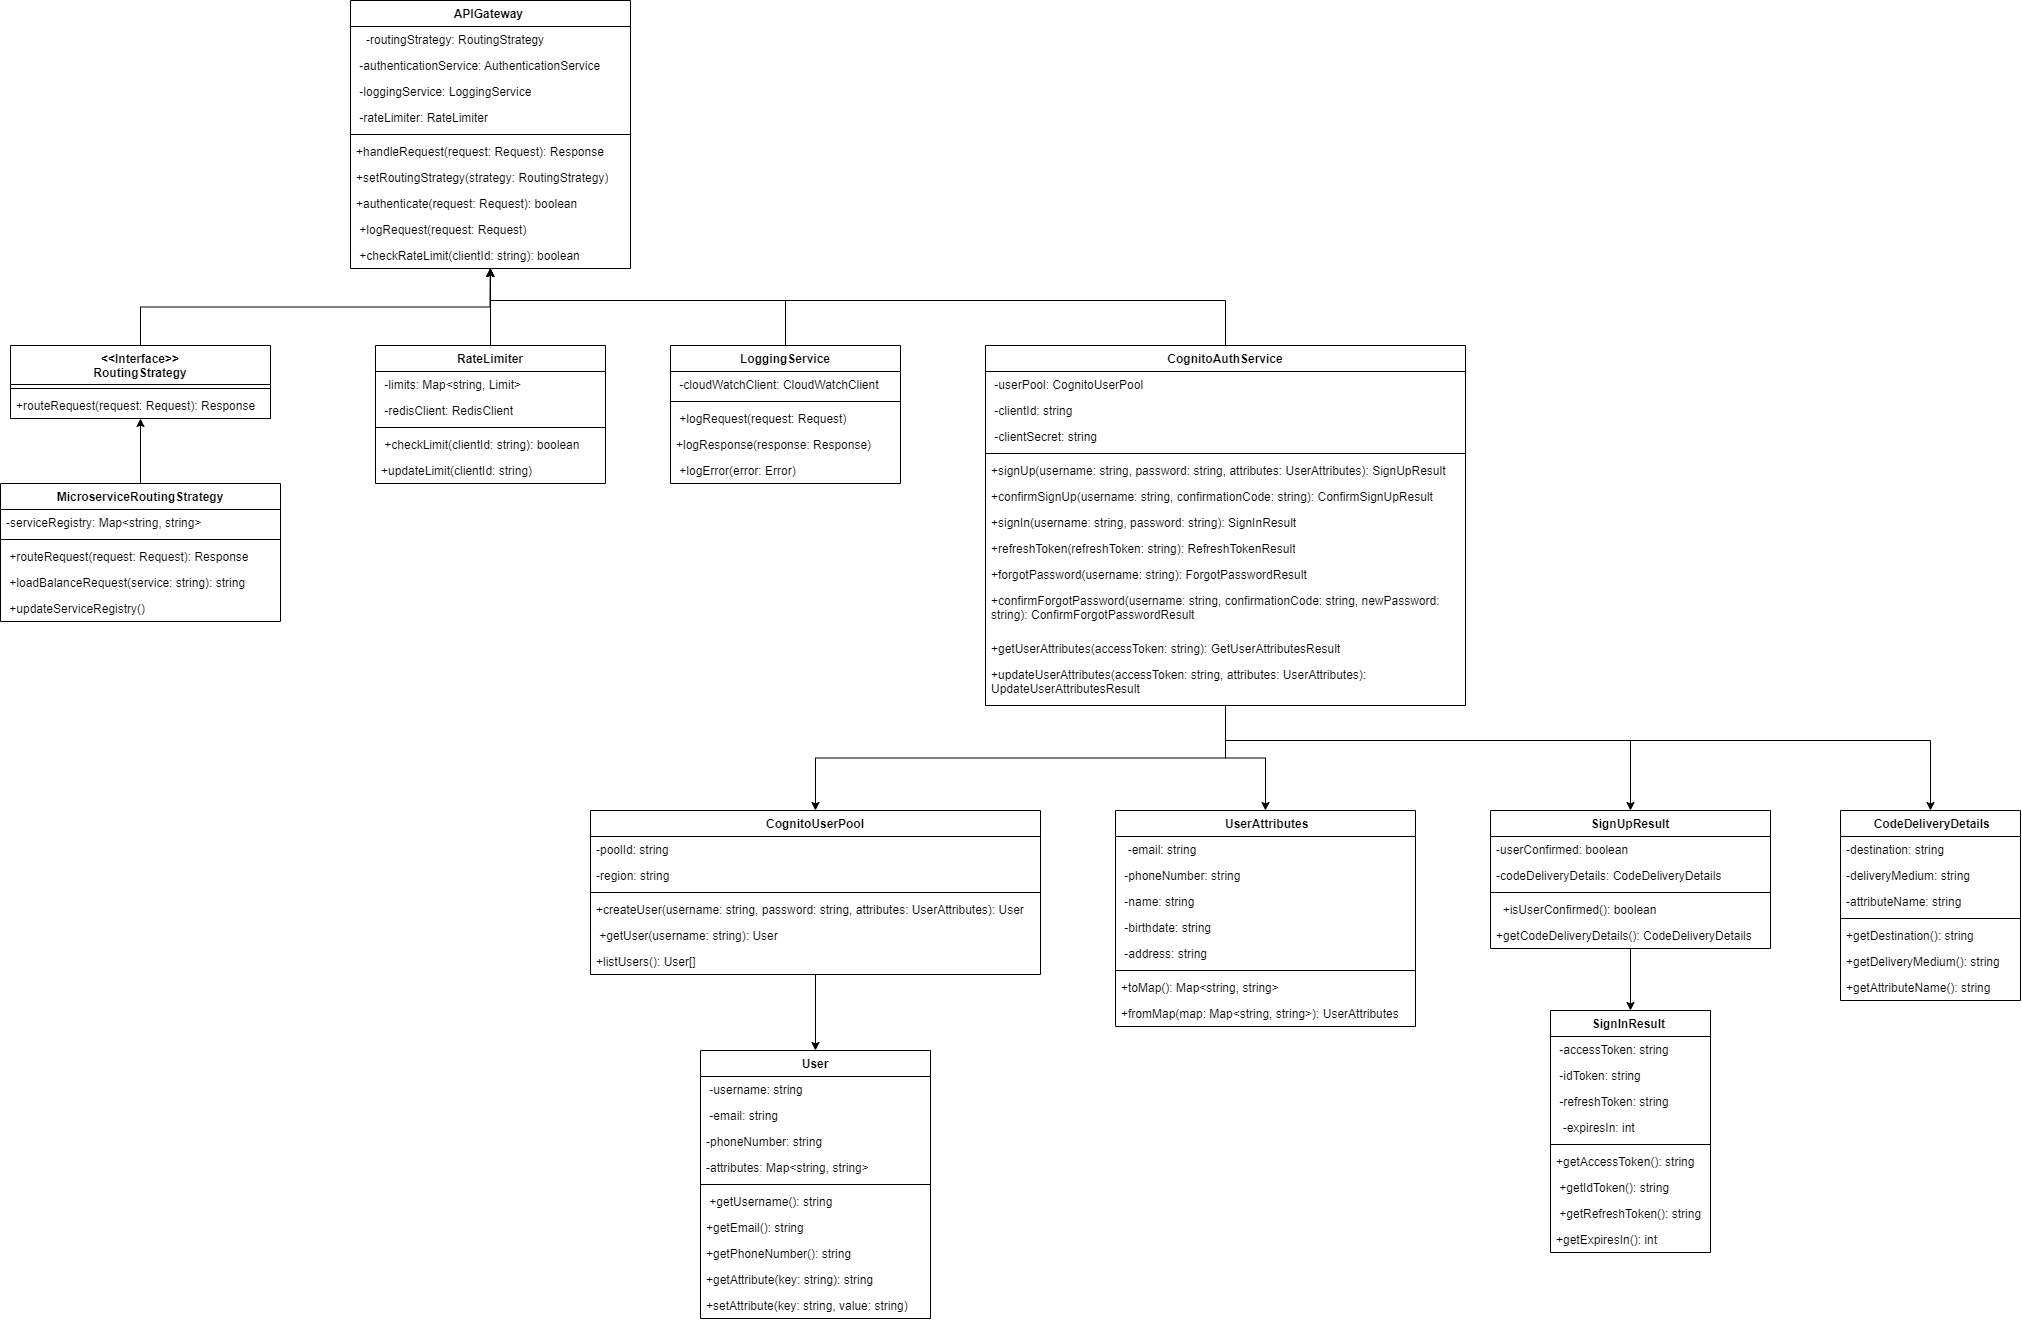 APIGateway
-routingStrategy: RoutingStrategy
-authenticationService: AuthenticationService
-loggingService: LoggingService
-rateLimiter: RateLimiter
+handleRequest(request: Request): Response
+setRoutingStrategy(strategy: RoutingStrategy)
+authenticate(request: Request): boolean
+logRequest(request: Request)
+checkRateLimit(clientId: string): boolean
<<Interface>>
RoutingStrategy
+routeRequest(request: Request): Response
MicroserviceRoutingStrategy
-serviceRegistry: Map<string, string>
+routeRequest(request: Request): Response
+loadBalanceRequest(service: string): string
+updateServiceRegistry()
RateLimiter
-limits: Map<string, Limit>
-redisClient: RedisClient
+checkLimit(clientId: string): boolean
+updateLimit(clientId: string)
LoggingService
-cloudWatchClient: CloudWatchClient
+logRequest(request: Request)
+logResponse(response: Response)
+logError(error: Error)
CognitoAuthService
-userPool: CognitoUserPool
-clientId: string
-clientSecret: string
+signUp(username: string, password: string, attributes: UserAttributes): SignUpResult
+confirmSignUp(username: string, confirmationCode: string): ConfirmSignUpResult
+signIn(username: string, password: string): SignInResult
+refreshToken(refreshToken: string): RefreshTokenResult
+forgotPassword(username: string): ForgotPasswordResult
+confirmForgotPassword(username: string, confirmationCode: string, newPassword:
string): ConfirmForgotPasswordResult
+getUserAttributes(accessToken: string): GetUserAttributesResult
+updateUserAttributes(accessToken: string, attributes: UserAttributes):
UpdateUserAttributesResult
CognitoUserPool
-poolId: string
-region: string
+createUser(username: string, password: string, attributes: UserAttributes): User
+getUser(username: string): User
+listUsers(): User[]
User
-username: string
-email: string
-phoneNumber: string
-attributes: Map<string, string>
+getUsername(): string
+getEmail(): string
+getPhoneNumber(): string
+getAttribute(key: string): string
+setAttribute(key: string, value: string)
UserAttributes
-email: string
-phoneNumber: string
-name: string
-birthdate: string
-address: string
+toMap(): Map<string, string>
+fromMap(map: Map<string, string>): UserAttributes
SignUpResult
-userConfirmed: boolean
-codeDeliveryDetails: CodeDeliveryDetails
+isUserConfirmed(): boolean
+getCodeDeliveryDetails(): CodeDeliveryDetails
SignInResult
-accessToken: string
-idToken: string
-refreshToken: string
-expiresIn: int
+getAccessToken(): string
+getIdToken(): string
+getRefreshToken(): string
+getExpiresIn(): int
CodeDeliveryDetails
-destination: string
-deliveryMedium: string
-attributeName: string
+getDestination(): string
+getDeliveryMedium(): string
+getAttributeName(): string